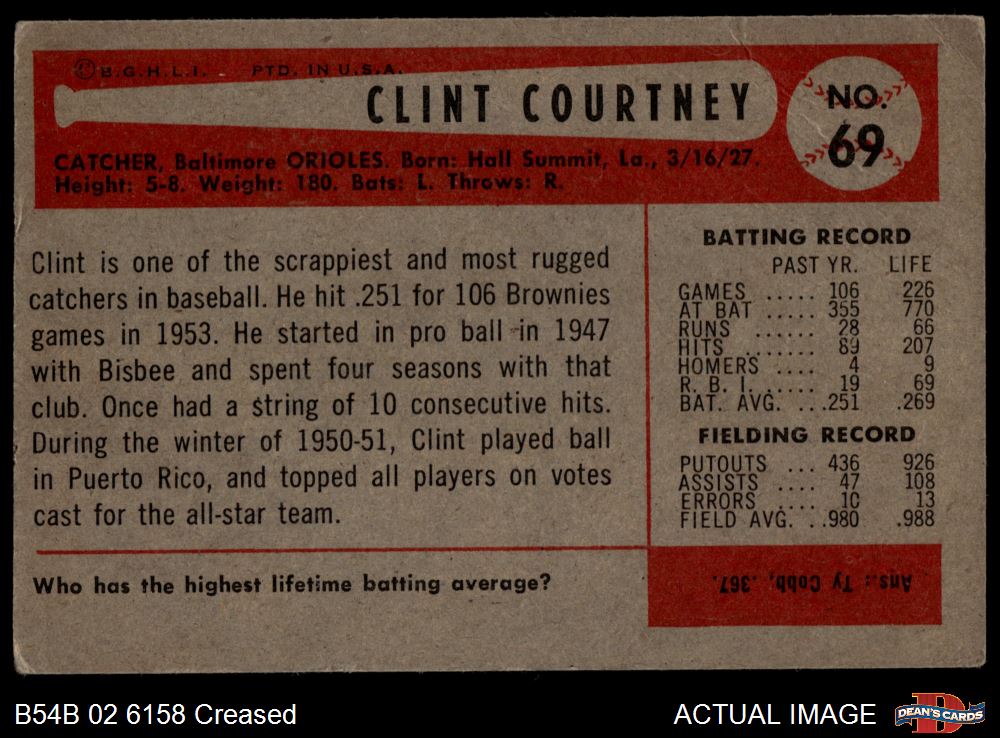 ©B.G.H.L.I. PTD. IN U.S.A.
CLINT COURTNEY
NO.
69
CATCHER, Baltimore ORIOLES. Born: Hall Summit, La., 3/16/27.
Height: 5-8. Weight: 180. Bats: L. Throws: R.
Clint is one of the scrappiest and most rugged
catchers in baseball. He hit .251 for 106 Brownies
games in 1953. He started in pro ball in 1947
with Bisbee and spent four seasons with that
club. Once had a string of 10 consecutive hits.
During the winter of 1950-51, Clint played ball
in Puerto Rico, and topped all players on votes
cast for the all-star team.
BATTING RECORD
PAST YR. LIFE
GAMES ..... 106 226
AT BAT ..... 355 770
RUNS ...... 28 66
HITS ....... 89 207
HOMERS .... 4 9
R. B. I. ..... 19 69
BAT. AVG. ...251 .269
FIELDING RECORD
PUTOUTS ... 436 926
ASSISTS .... 47 108
ERRORS .... 10 13
FIELD AVG. ..980 .988
Who has the highest lifetime batting average?
Ans.: Ty Cobb, .367.
B54B 02 6158 Creased
ACTUAL IMAGE
D
DEAN'S CARDS